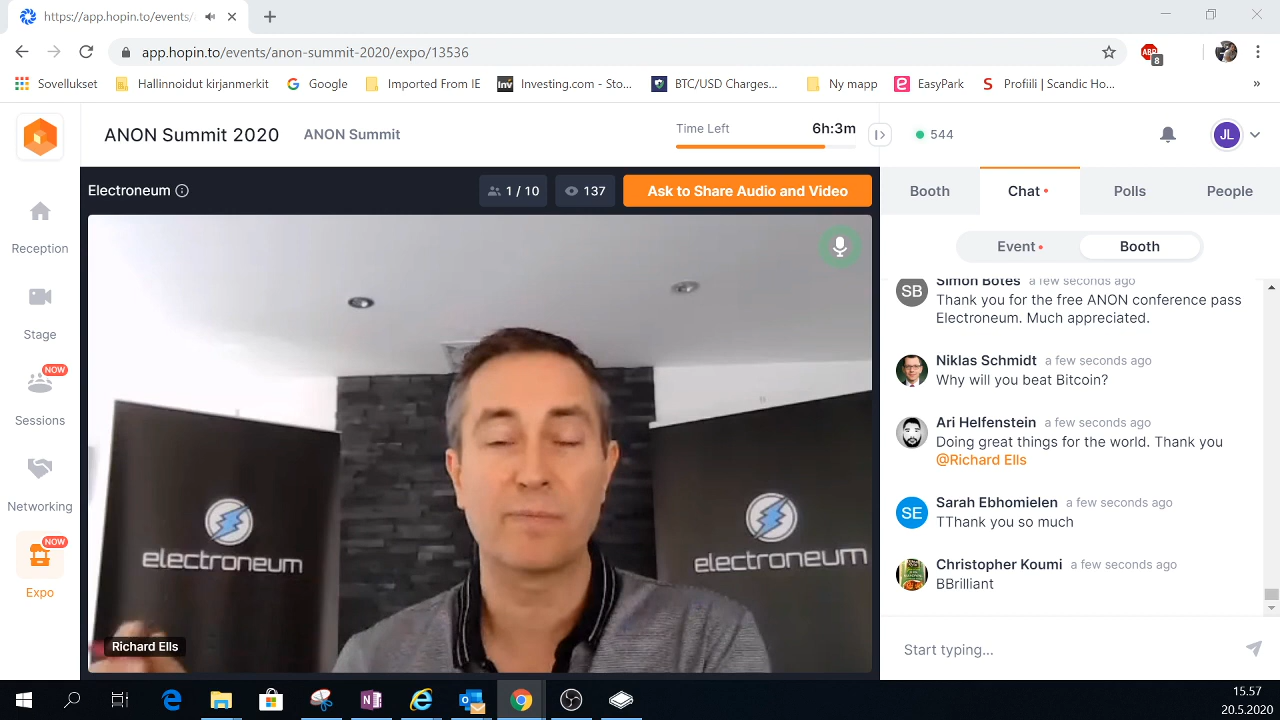 https://app.hopin.to/events/
app.hopin.to/events/anon-summit-2020/expo/13536
ABP
8
Sovellukset
Hallinnoidut kirjanmerkit
Google
Imported From IE
Inv
Investing.com - Sto...
BTC/USD Charges...
Ny mapp
EasyPark
Profiili | Scandic Ho...
»
ANON Summit 2020
ANON Summit
Time Left
6h:3m
544
JL
Electroneum
1 / 10
137
Ask to Share Audio and Video
Booth
Chat
Polls
People
Event
Booth
Reception
Stage
NOW
Sessions
Networking
NOW
Expo
electroneum
electroneum
Richard Ells
SB
Simon Botes a few seconds ago
Thank you for the free ANON conference pass
Electroneum. Much appreciated.
Niklas Schmidt a few seconds ago
Why will you beat Bitcoin?
Ari Helfenstein a few seconds ago
Doing great things for the world. Thank you
@Richard Ells
SE
Sarah Ebhomielen a few seconds ago
TThank you so much
Christopher Koumi a few seconds ago
BBrilliant
Start typing...
15.57
20.5.2020